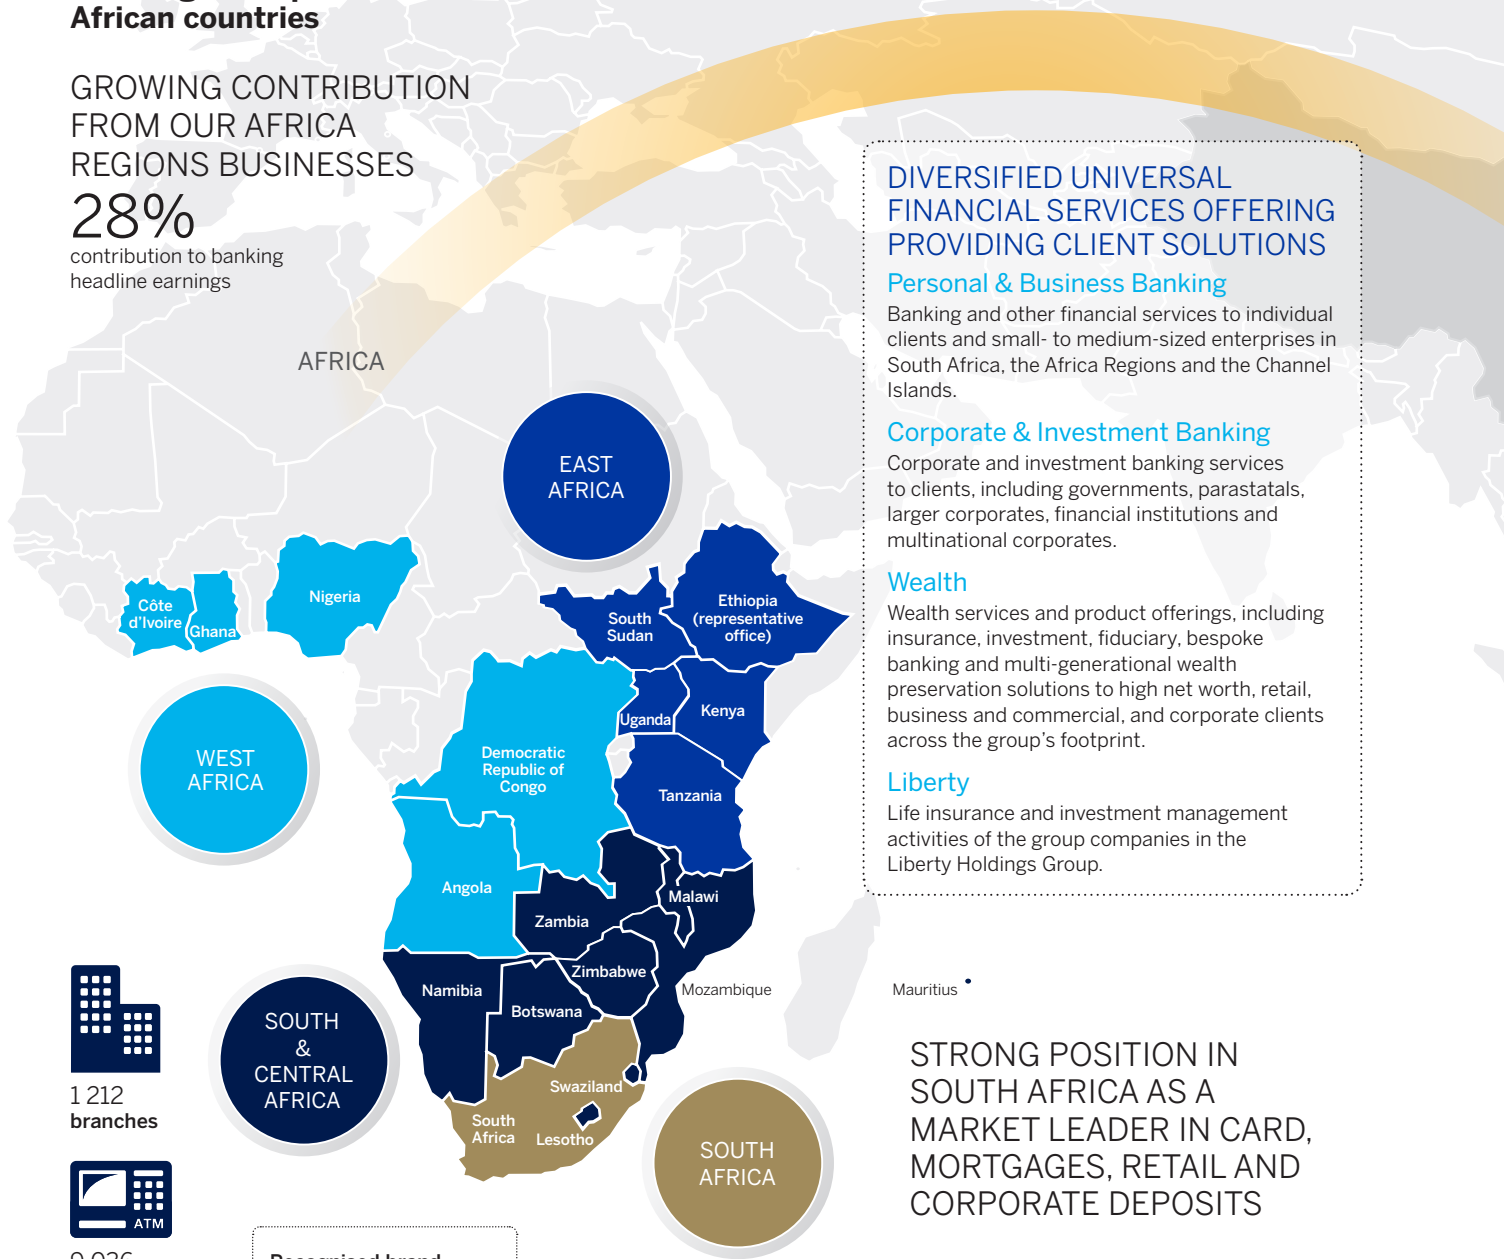 African countries
GROWING CONTRIBUTION
FROM OUR AFRICA
REGIONS BUSINESSES
28%
contribution to banking
headline earnings
AFRICA
DIVERSIFIED UNIVERSAL
FINANCIAL SERVICES OFFERING
PROVIDING CLIENT SOLUTIONS
Personal & Business Banking
Banking and other financial services to individual
clients and small- to medium-sized enterprises in
South Africa, the Africa Regions and the Channel
Islands.
Corporate & Investment Banking
Corporate and investment banking services
to clients, including governments, parastatals,
larger corporates, financial institutions and
multinational corporates.
Wealth
Wealth services and product offerings, including
insurance, investment, fiduciary, bespoke
banking and multi-generational wealth
preservation solutions to high net worth, retail,
business and commercial, and corporate clients
across the group's footprint.
Liberty
Life insurance and investment management
activities of the group companies in the
Liberty Holdings Group.
EAST
AFRICA
Côte
d'Ivoire
Ghana
Nigeria
South
Sudan
Ethiopia
(representative
office)
Uganda
Kenya
WEST
AFRICA
Democratic
Republic of
Congo
Tanzania
Angola
Malawi
Zambia
Zimbabwe
Namibia
Botswana
Mozambique
Mauritius
SOUTH
&
CENTRAL
AFRICA
Swaziland
South
Africa
Lesotho
SOUTH
AFRICA
1 212
branches
ATM
STRONG POSITION IN
SOUTH AFRICA AS A
MARKET LEADER IN CARD,
MORTGAGES, RETAIL AND
CORPORATE DEPOSITS
Recognised brand